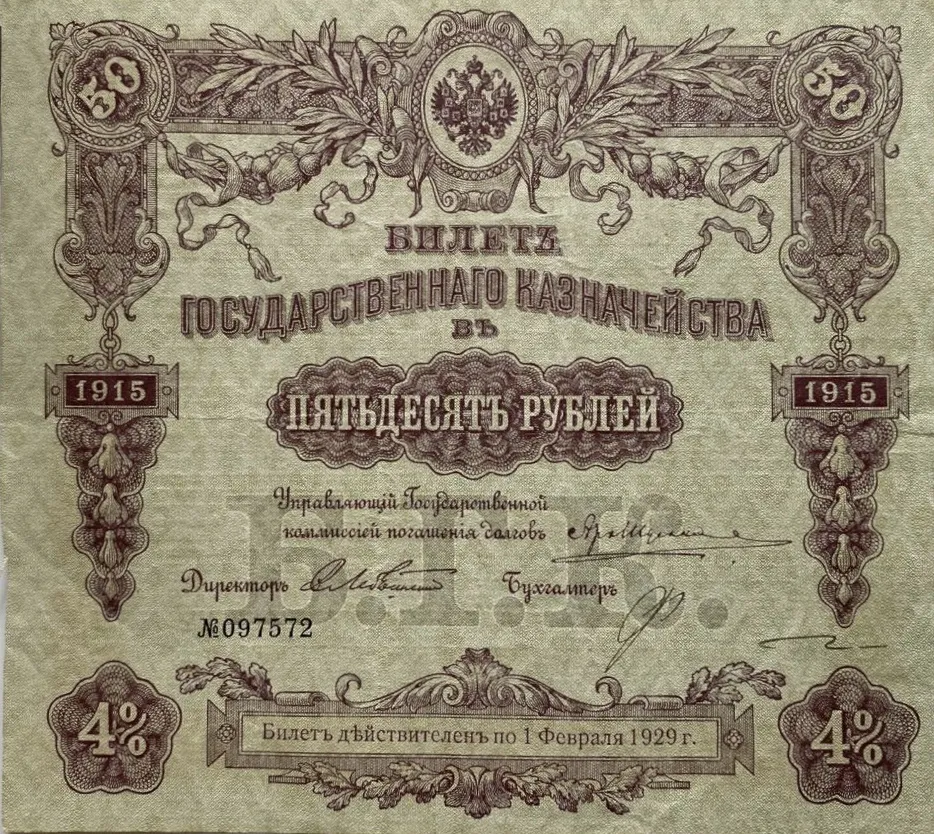 50 50
БИЛЕТЪ
ГОСУДАРСТВЕННАГО КАЗНАЧЕЙСТВА
ВЪ
1915 1915
ПЯТЬДЕСЯТЪ РУБЛЕЙ
Управляющій Государственной
коммиссіей погашенія долговъ
Директоръ Бухгалтеръ
№097572
4% 4%
Билетъ дѣйствителенъ по 1 Февраля 1929 г.